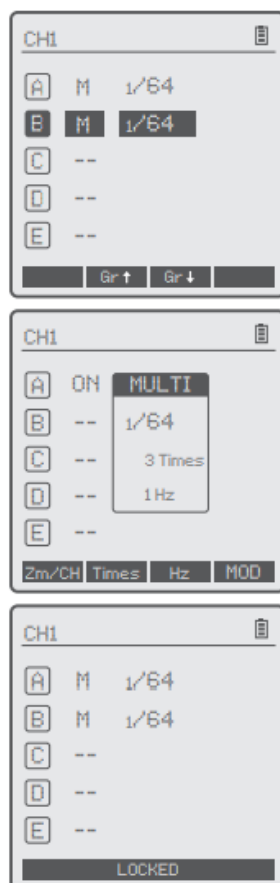 CH1
A M 1/64
B M 1/64
C --
D --
E --
Gr↑ Gr↓
CH1
A ON MULTI
B -- 1/64
C -- 3 Times
D -- 1 Hz
E --
Zm/CH Times Hz MOD
CH1
A M 1/64
B M 1/64
C --
D --
E --
LOCKED